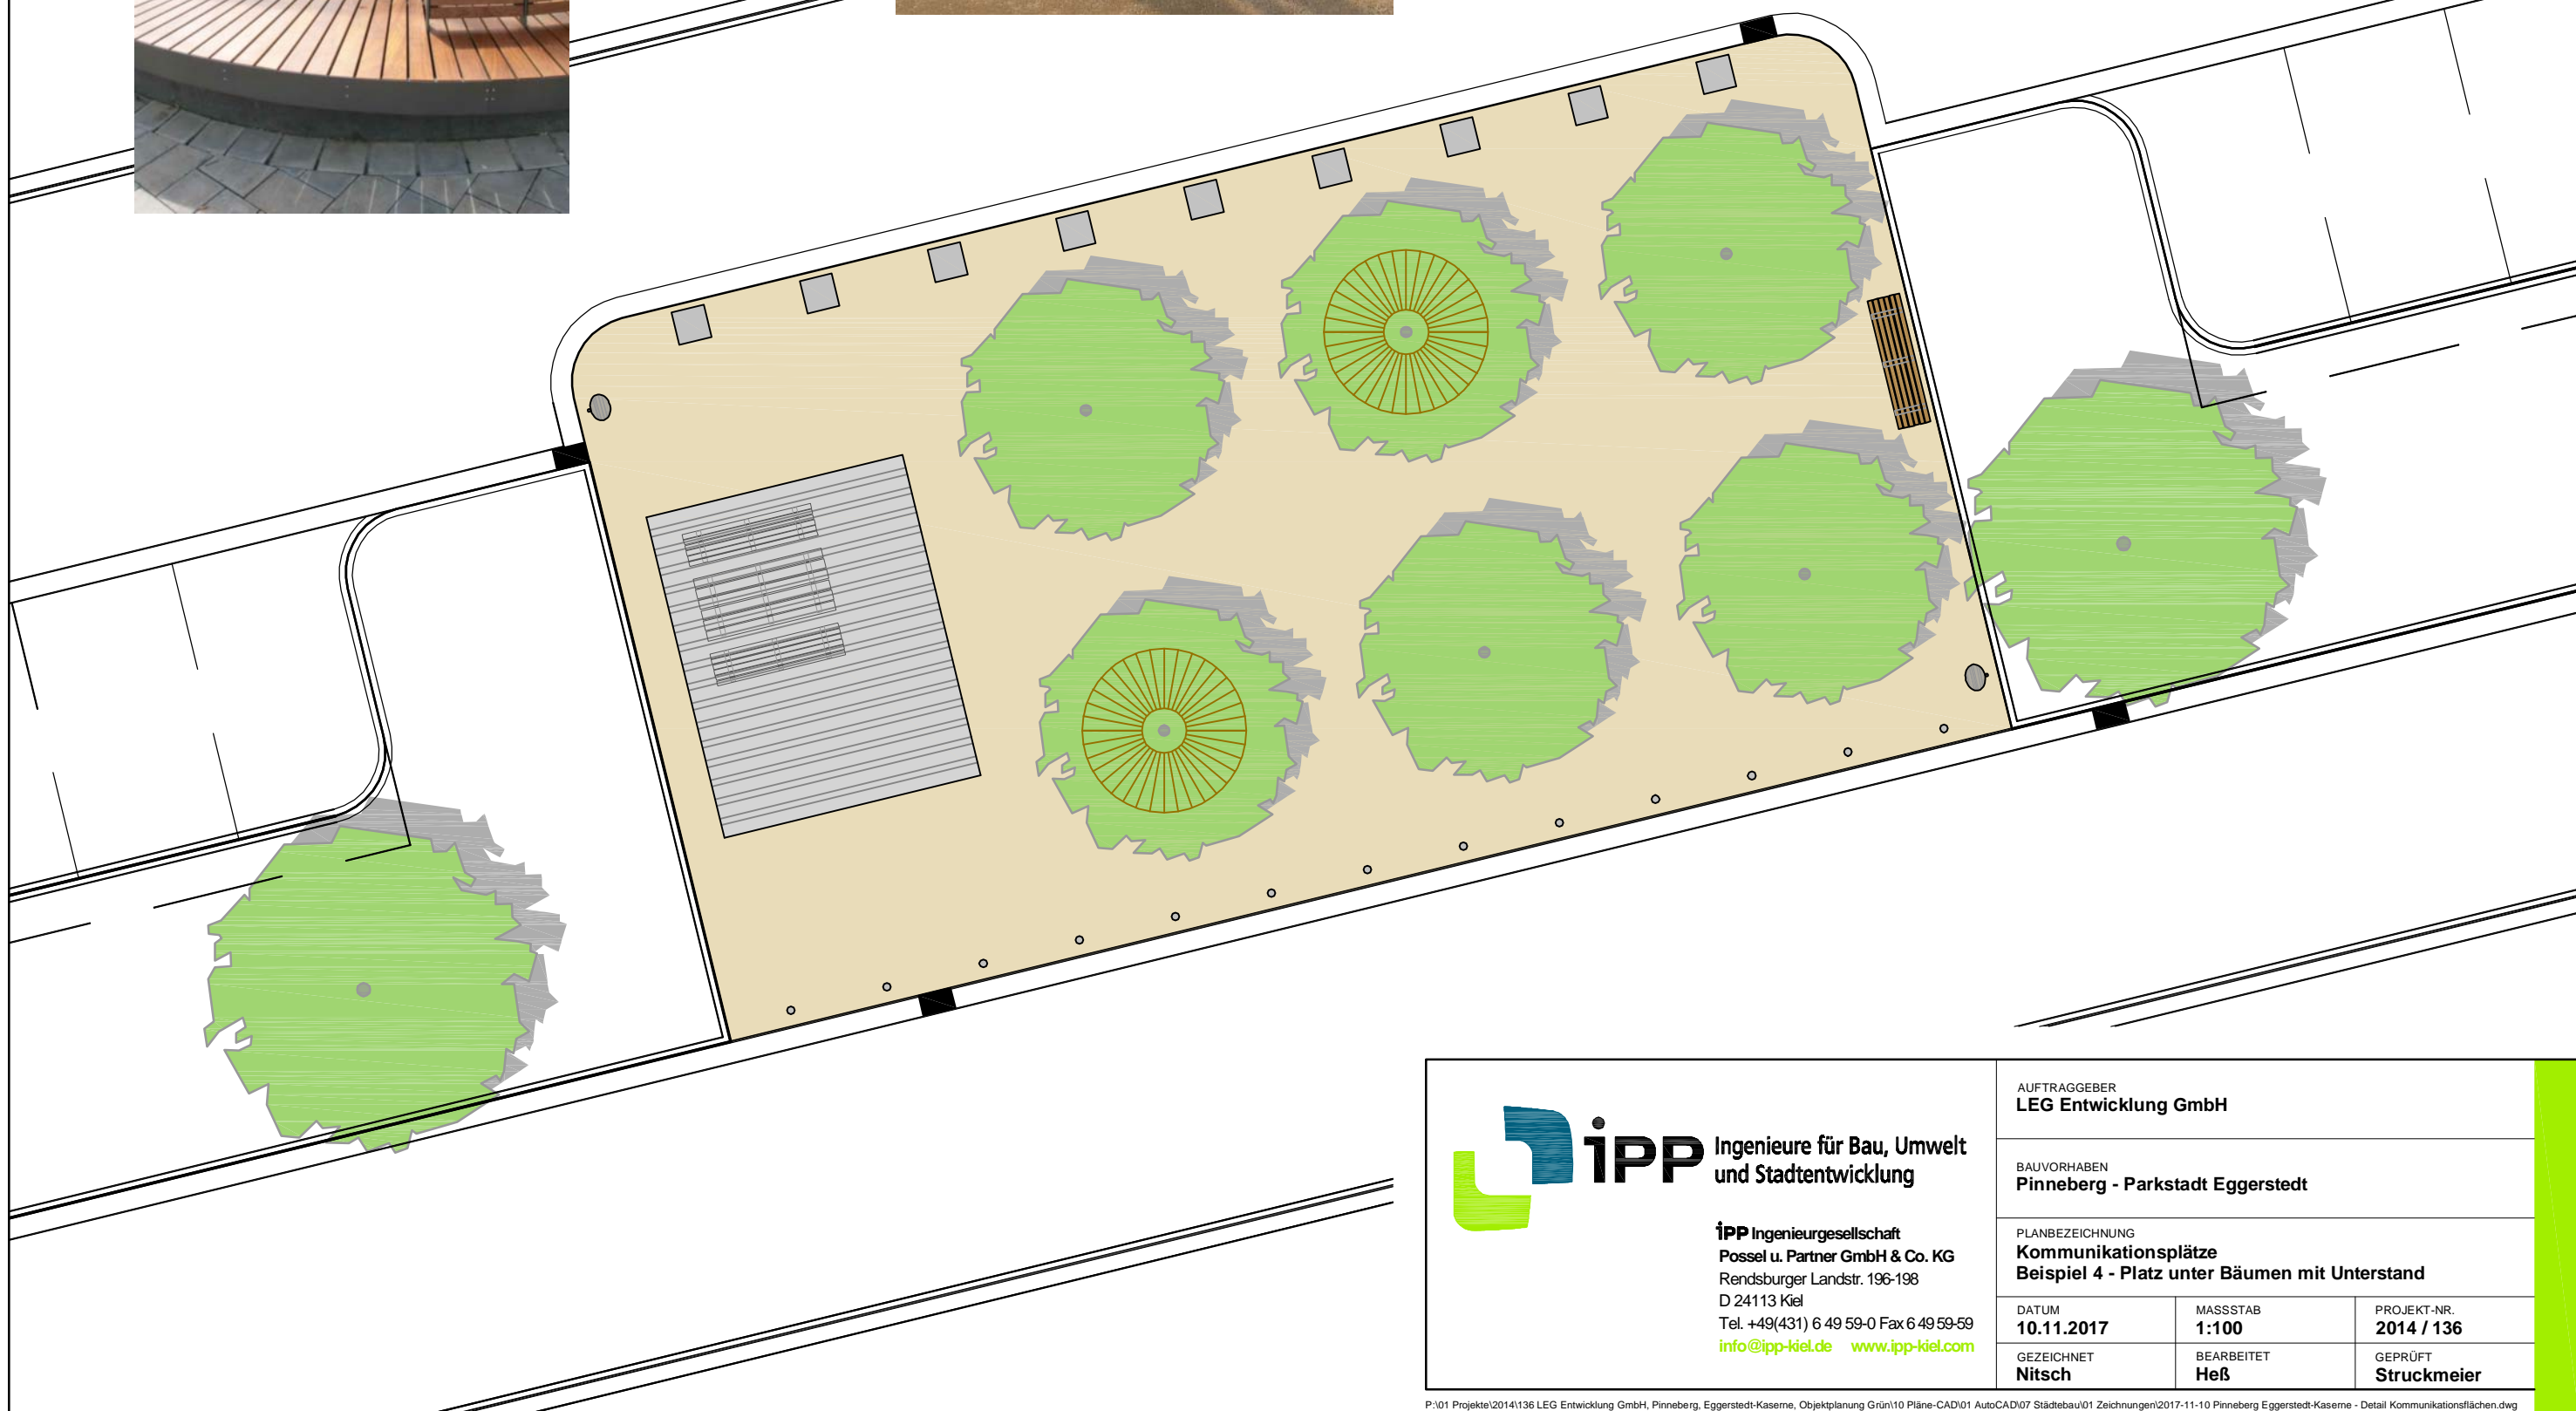 iPP Ingenieure für Bau, Umwelt
und Stadtentwicklung
iPP Ingenieurgesellschaft
Possel u. Partner GmbH & Co. KG
Rendsburger Landstr. 196-198
D 24113 Kiel
Tel. +49(431) 6 49 59-0 Fax 6 49 59-59
info@ipp-kiel.de www.ipp-kiel.com
AUFTRAGGEBER
LEG Entwicklung GmbH
BAUVORHABEN
Pinneberg - Parkstadt Eggerstedt
PLANBEZEICHNUNG
Kommunikationsplätze
Beispiel 4 - Platz unter Bäumen mit Unterstand
DATUM MASSSTAB PROJEKT-NR.
10.11.2017 1:100 2014 / 136
GEZEICHNET BEARBEITET GEPRÜFT
Nitsch Heß Struckmeier
P:\01 Projekte\2014\136 LEG Entwicklung GmbH, Pinneberg, Eggerstedt-Kaserne, Objektplanung Grün\10 Pläne-CAD\01 AutoCAD\07 Städtebau\01 Zeichnungen\2017-11-10 Pinneberg Eggerstedt-Kaserne - Detail Kommunikationsflächen.dwg